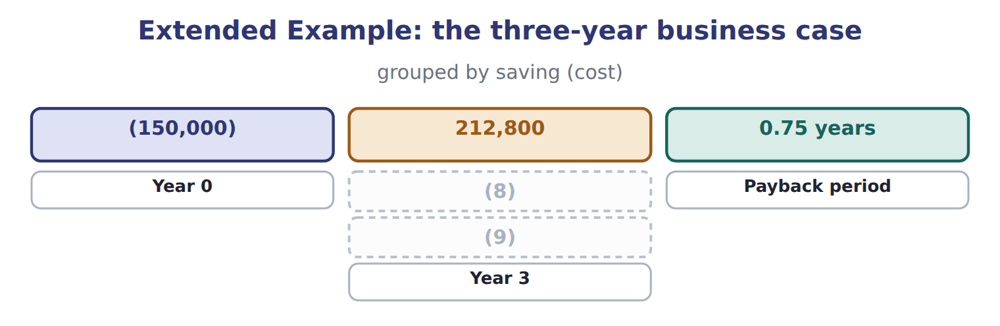 Extended Example: the three-year business case
grouped by saving (cost)
(150,000)
Year 0
212,800
(8)
(9)
Year 3
0.75 years
Payback period